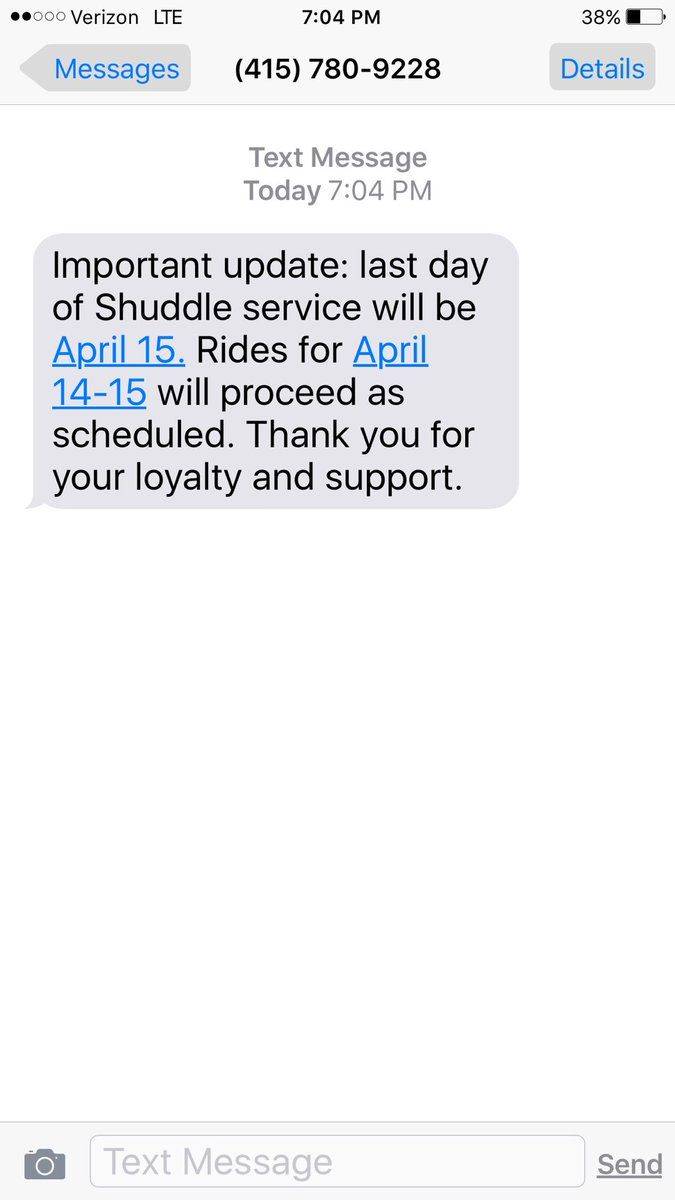 Verizon LTE 7:04 PM 38%
Messages (415) 780-9228 Details
Text Message
Today 7:04 PM
Important update: last day
of Shuddle service will be
April 15. Rides for April
14-15 will proceed as
scheduled. Thank you for
your loyalty and support.
Text Message Send